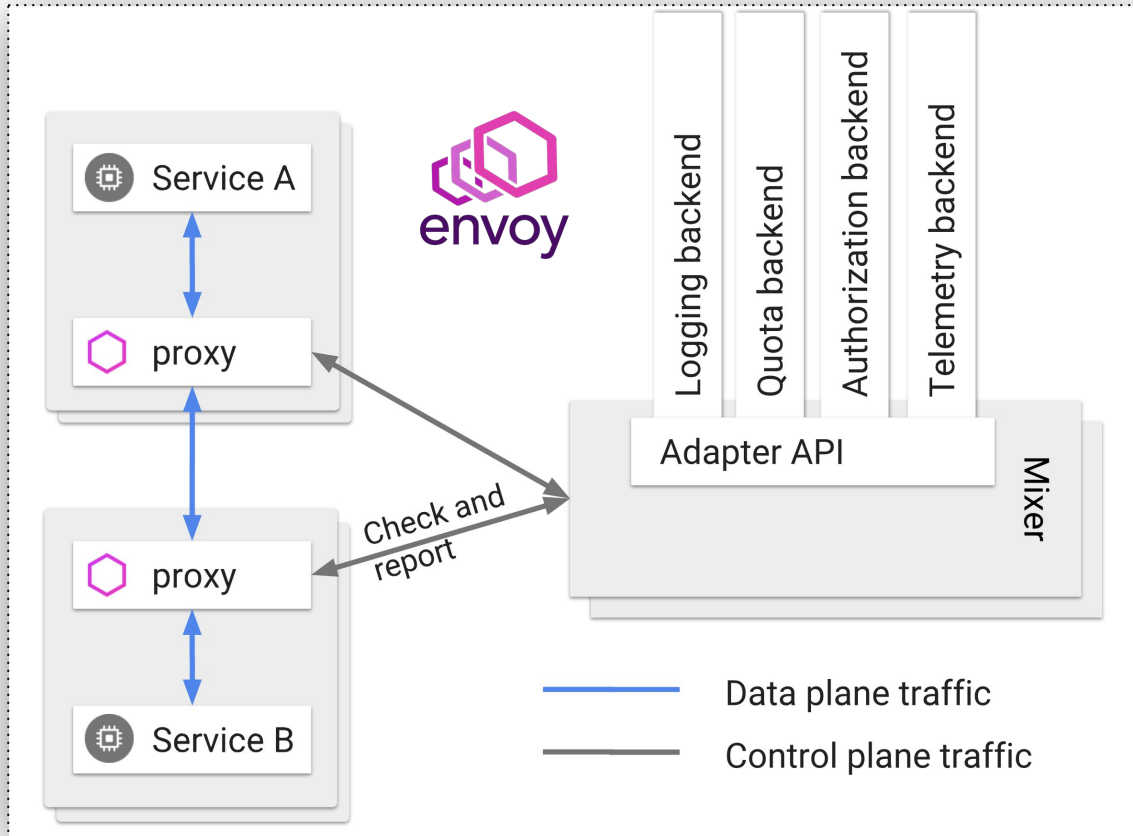 Service A
proxy
envoy
Logging backend
Quota backend
Authorization backend
Telemetry backend
Adapter API
Mixer
Check and
report
proxy
Service B
Data plane traffic
Control plane traffic